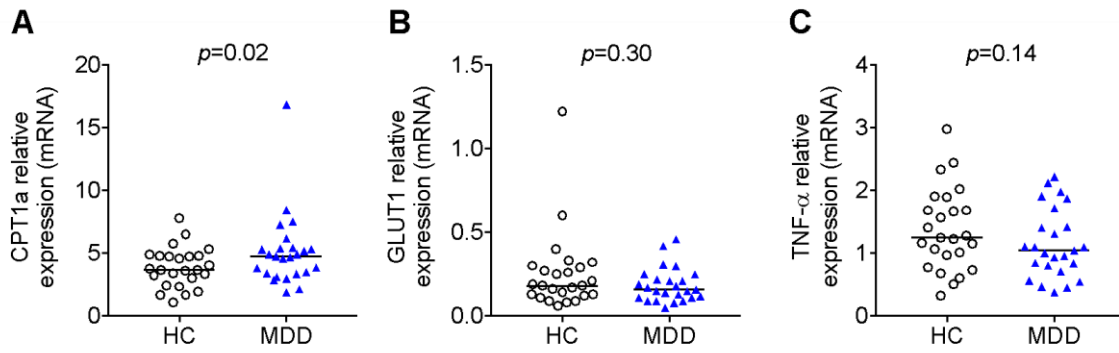 A
p=0.02
CPT1a relative
expression (mRNA)
20
15
10
5
0
HC
MDD
B
p=0.30
GLUT1 relative
expression (mRNA)
1.5
1.0
0.5
0.0
HC
MDD
C
p=0.14
TNF-α relative
expression (mRNA)
4
3
2
1
0
HC
MDD